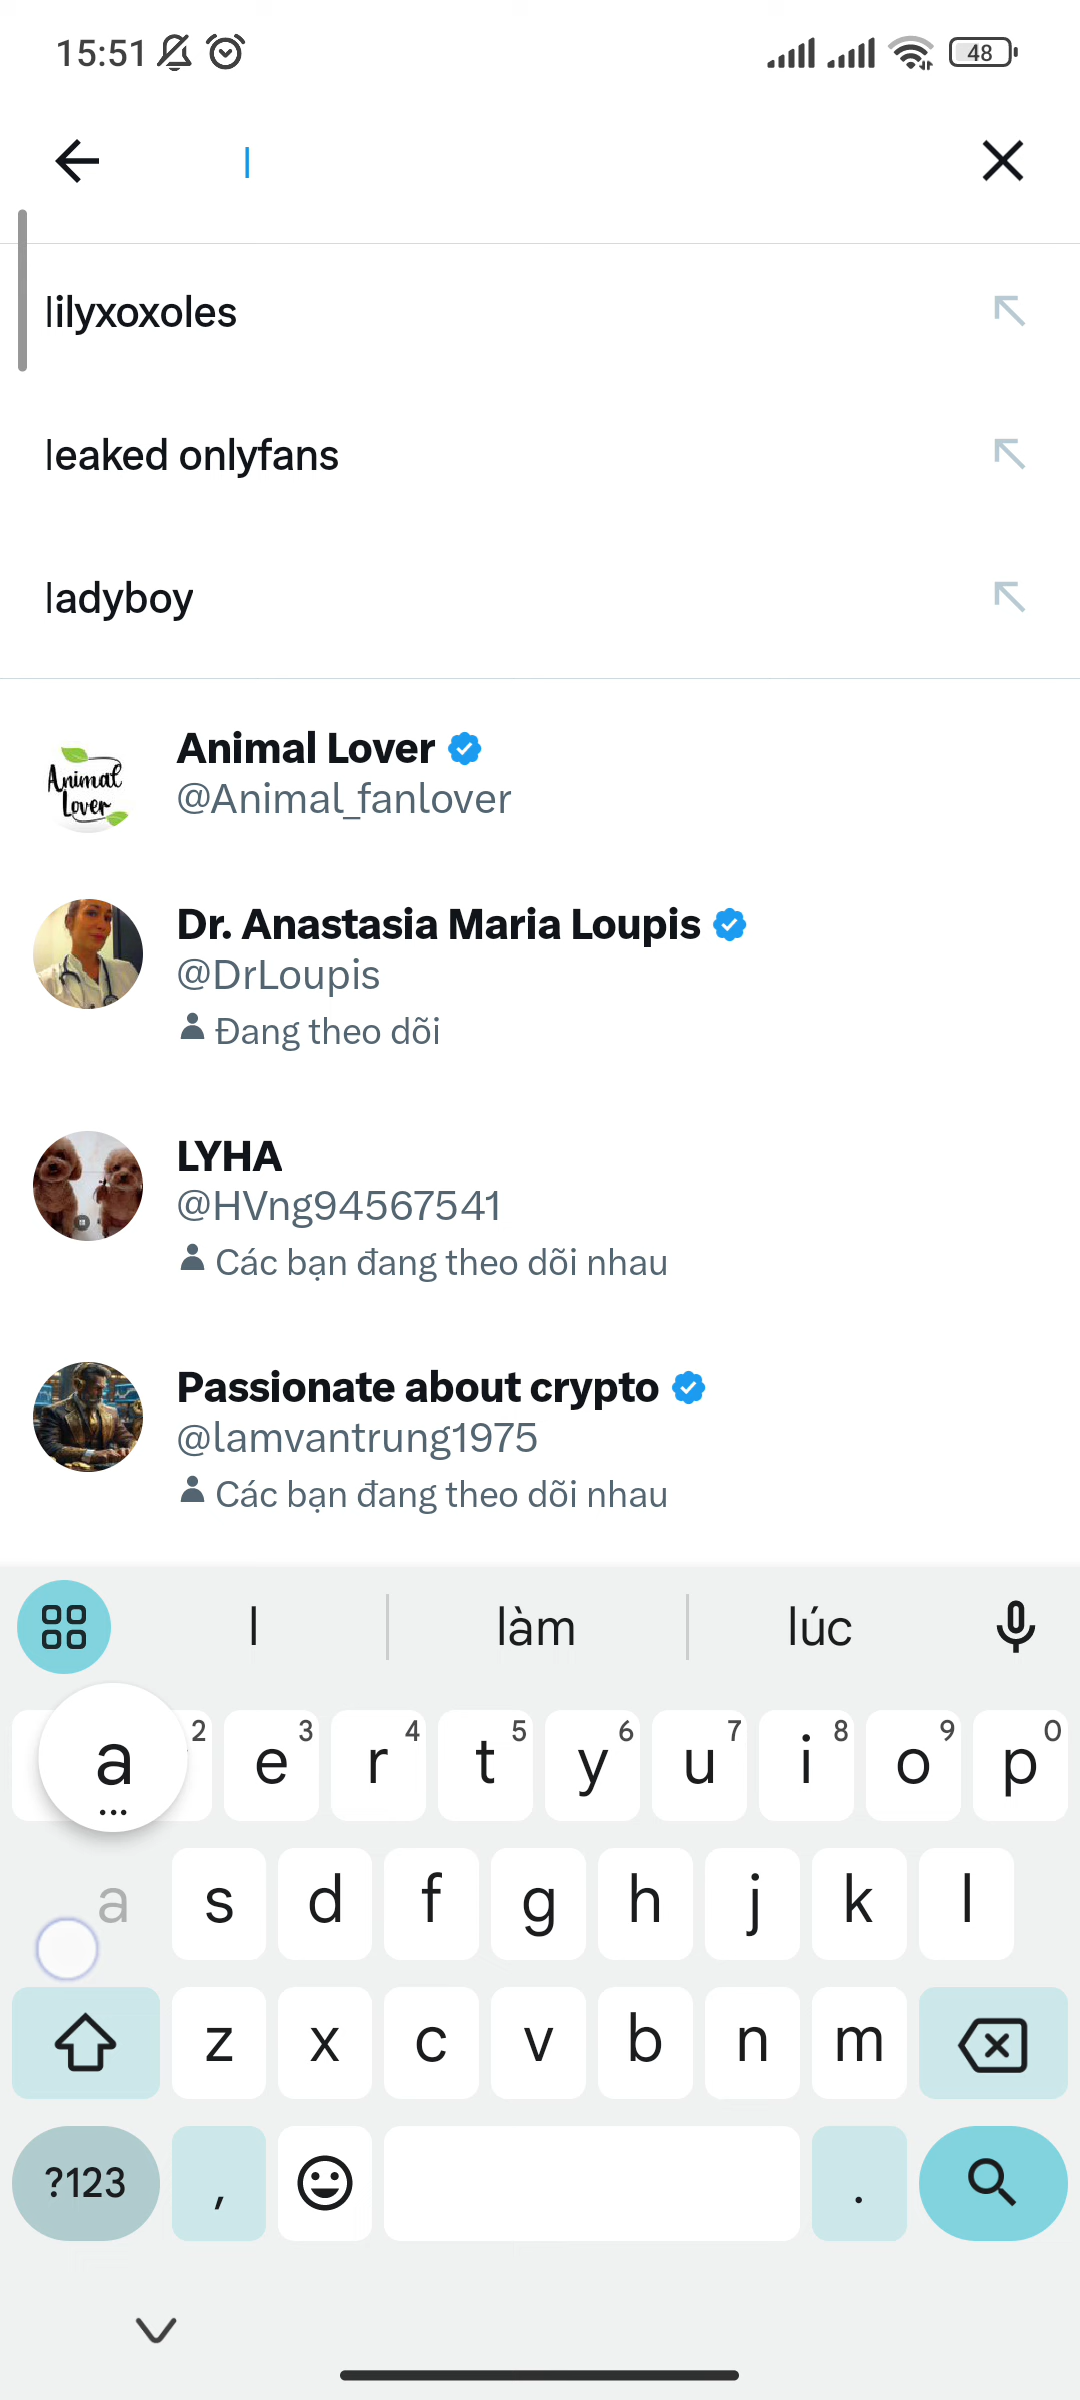 15:51
48
lilyxoxoles
leaked onlyfans
ladyboy
Animal Lover
Animal Lover
@Animal_fanlover
Dr. Anastasia Maria Loupis
@DrLoupis
Đang theo dõi
LYHA
@HVng94567541
Các bạn đang theo dõi nhau
Passionate about crypto
@lamvantrung1975
Các bạn đang theo dõi nhau
l làm lúc
a 2 e 3 r 4 t 5 y 6 u 7 i 8 o 9 p 0
...
a s d f g h j k l
z x c v b n m
?123 , .